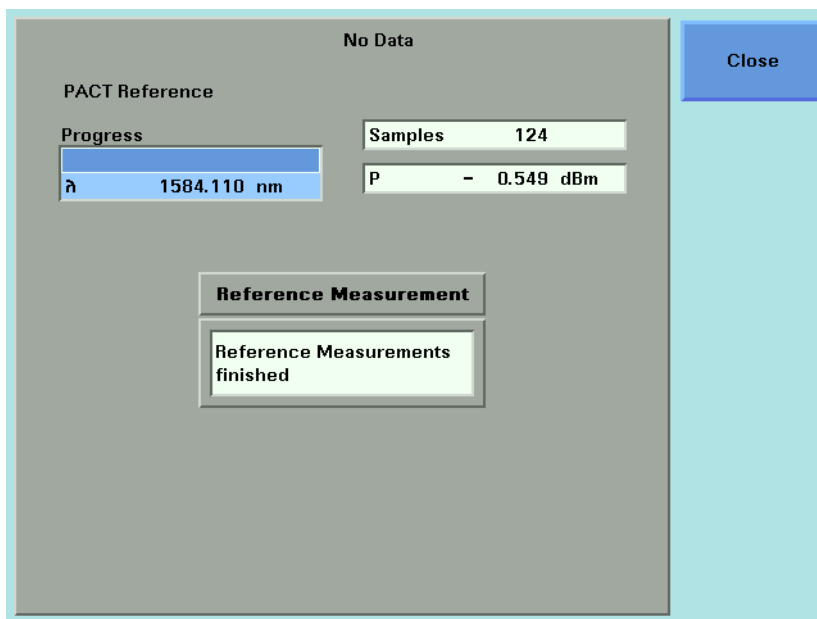 No Data
Close
PACT Reference
Progress
λ 1584.110 nm
Samples 124
P - 0.549 dBm
Reference Measurement
Reference Measurements
finished